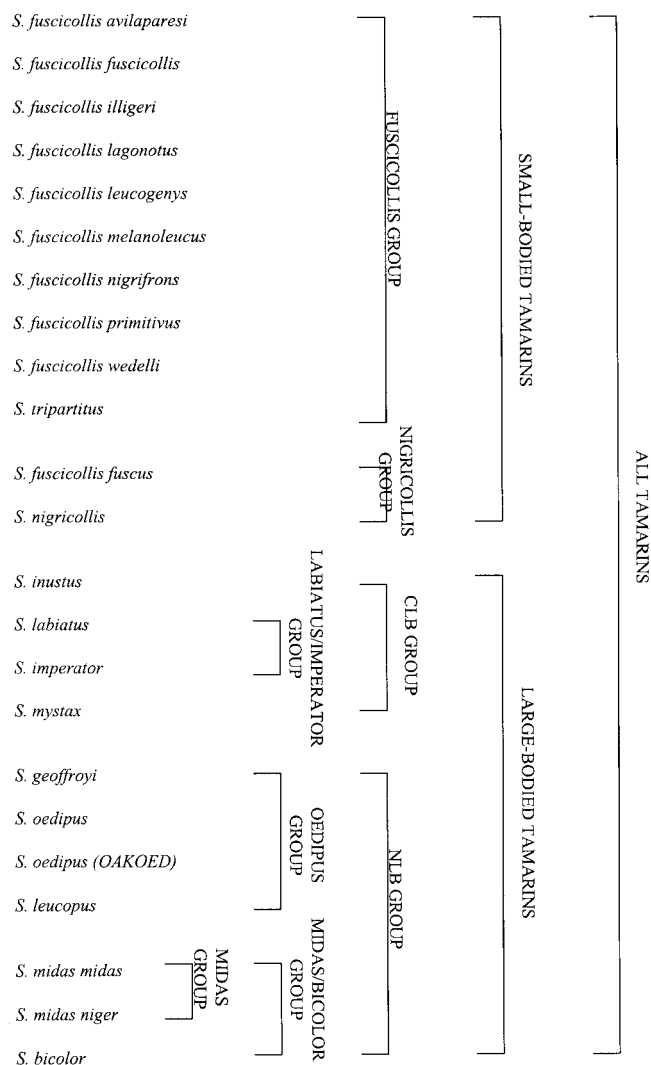 S. fuscicollis avilaparesi
S. fuscicollis fuscicollis
S. fuscicollis illigeri
S. fuscicollis lagonotus
S. fuscicollis leucogenys
S. fuscicollis melanoleucus
S. fuscicollis nigrifrons
S. fuscicollis primitivus
S. fuscicollis wedelli
S. tripartitus
S. fuscicollis fuscus
S. nigricollis
S. inustus
S. labiatus
S. imperator
S. mystax
S. geoffroyi
S. oedipus
S. oedipus (OAKOED)
S. leucopus
S. midas midas
S. midas niger
S. bicolor
MIDAS
GROUP
LABIATUS/IMPERATOR
GROUP
OEDIPUS
GROUP
MIDAS/BICOLOR
GROUP
FUSCICOLLIS GROUP
NIGRICOLLIS
GROUP
CLB GROUP
NLB GROUP
SMALL-BODIED TAMARINS
LARGE-BODIED TAMARINS
ALL TAMARINS